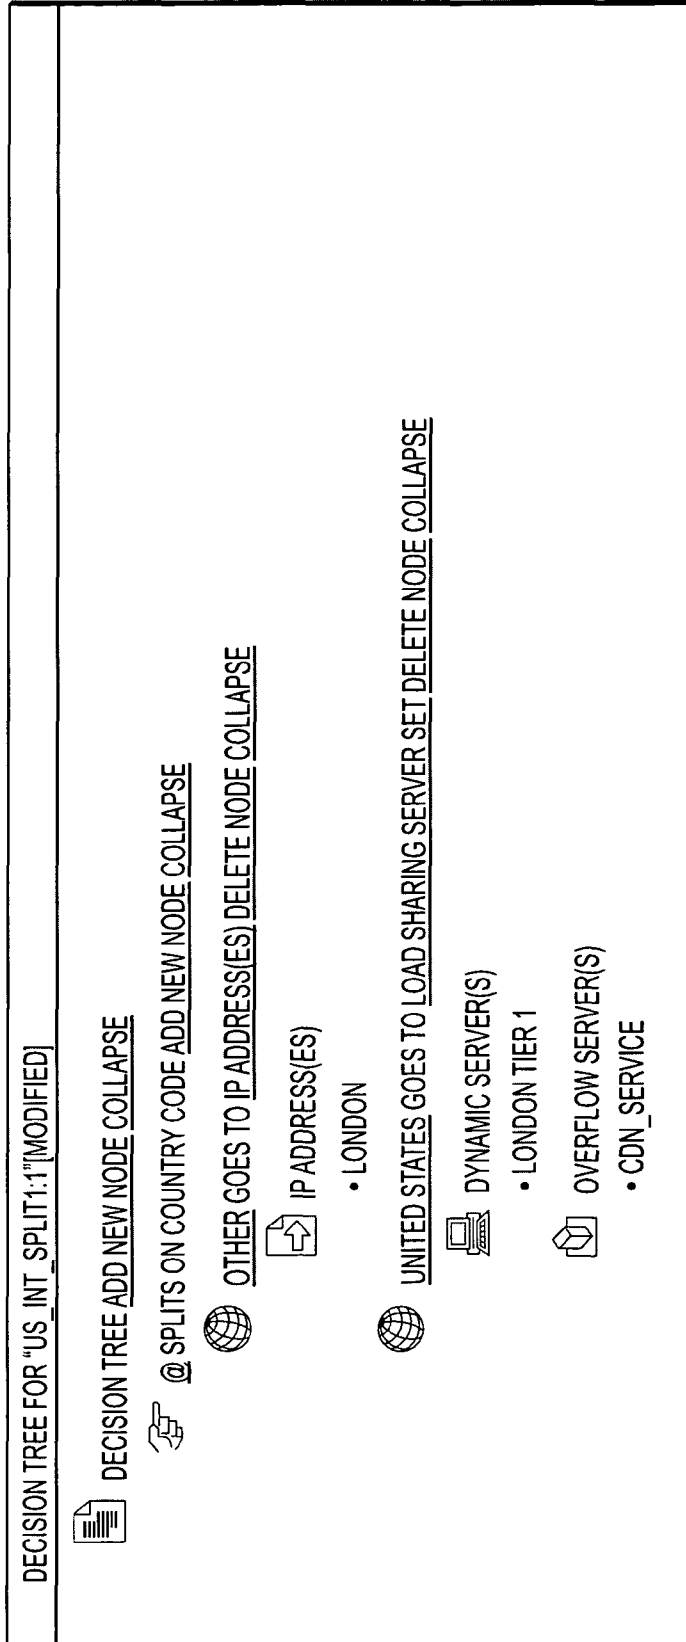 DECISION TREE FOR "US_INT_SPLIT1:1"[MODIFIED]
DECISION TREE ADD NEW NODE COLLAPSE
@ SPLITS ON COUNTRY CODE ADD NEW NODE COLLAPSE
OTHER GOES TO IP ADDRESS(ES) DELETE NODE COLLAPSE
IP ADDRESS(ES)
• LONDON
UNITED STATES GOES TO LOAD SHARING SERVER SET DELETE NODE COLLAPSE
DYNAMIC SERVER(S)
• LONDON TIER 1
OVERFLOW SERVER(S)
• CDN_SERVICE